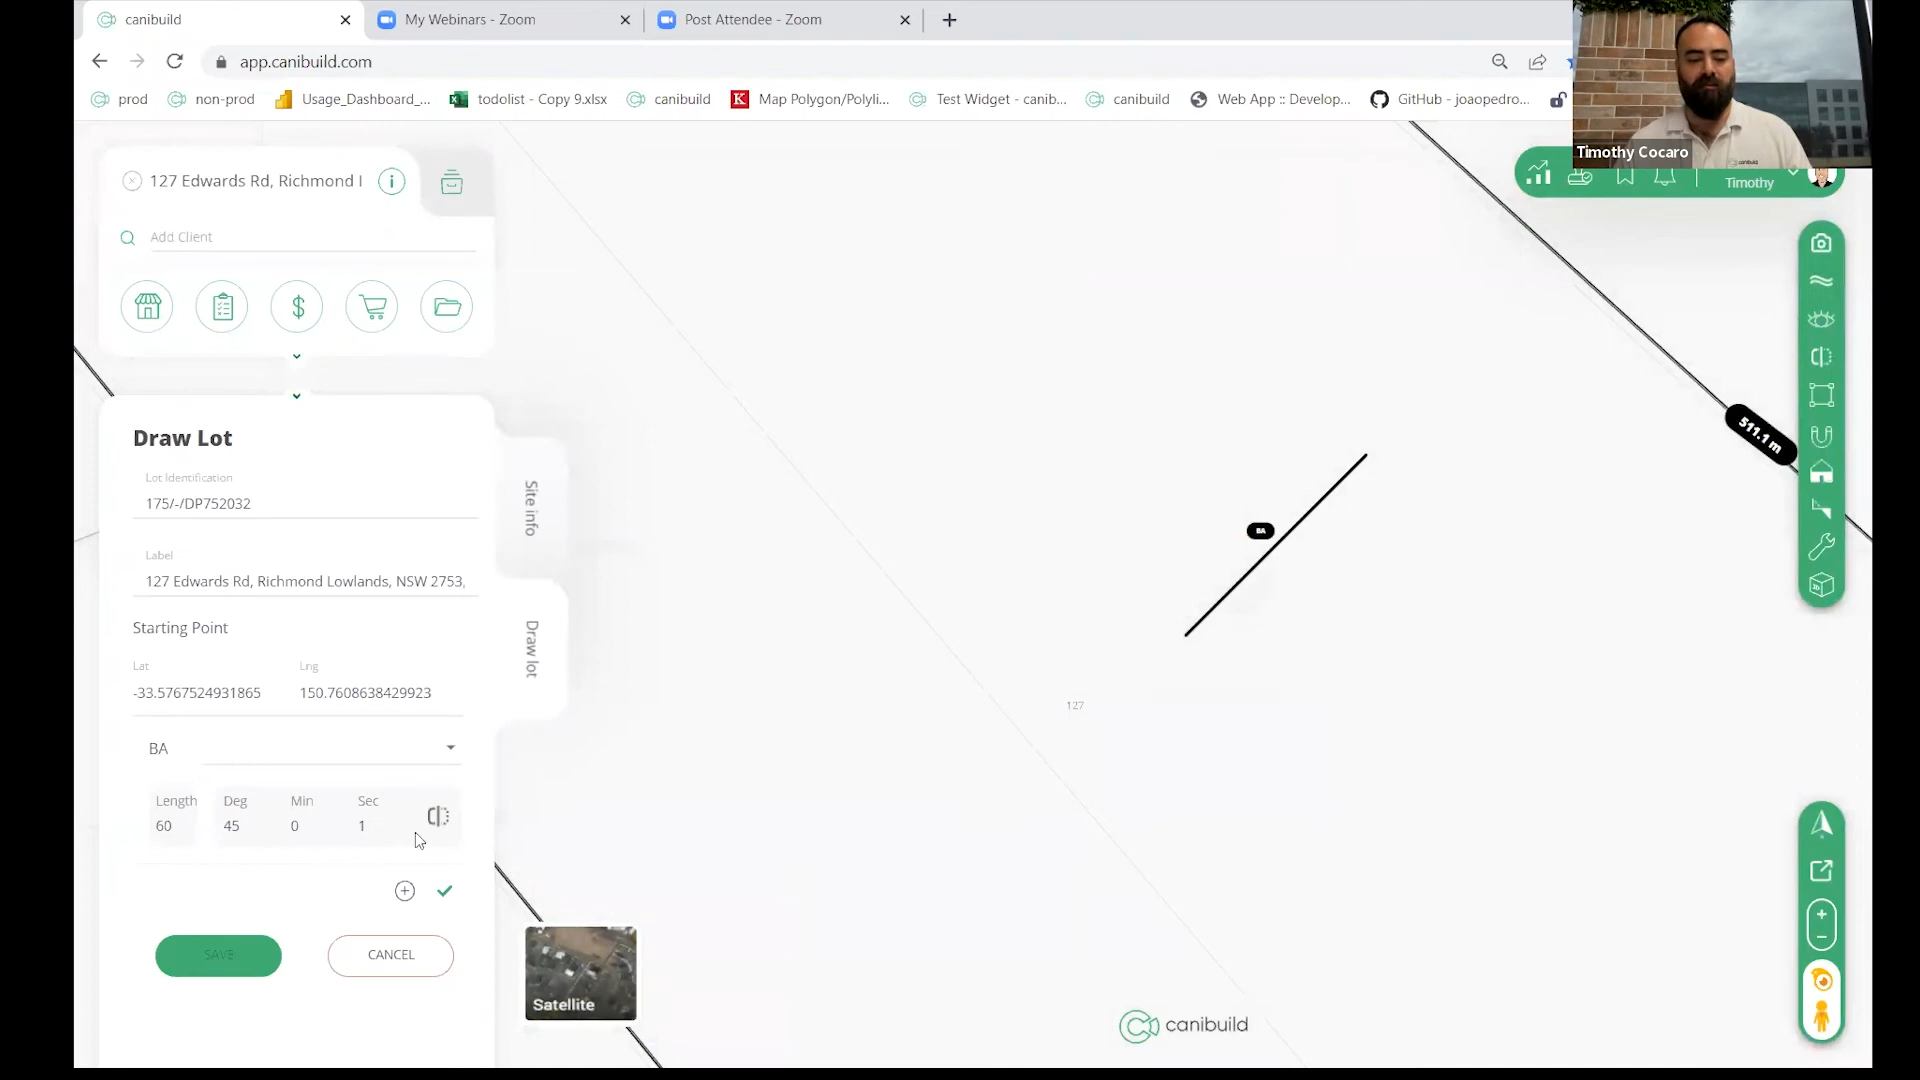 canibuild
My Webinars - Zoom
Post Attendee - Zoom
app.canibuild.com
prod
non-prod
Usage_Dashboard_...
todolist - Copy 9.xlsx
canibuild
Map Polygon/Polyli...
Test Widget - canib...
canibuild
Web App :: Develop...
GitHub - joaopedro...
Timothy Cocaro
Timothy
127 Edwards Rd, Richmond l
Add Client
Draw Lot
Lot Identification
175/-/DP752032
Label
127 Edwards Rd, Richmond Lowlands, NSW 2753,
Starting Point
Lat
Lng
-33.5767524931865
150.7608638429923
BA
Length
Deg
Min
Sec
60
45
0
1
SAVE
CANCEL
Site info
Draw lot
Satellite
BA
127
511.1 m
3D
canibuild